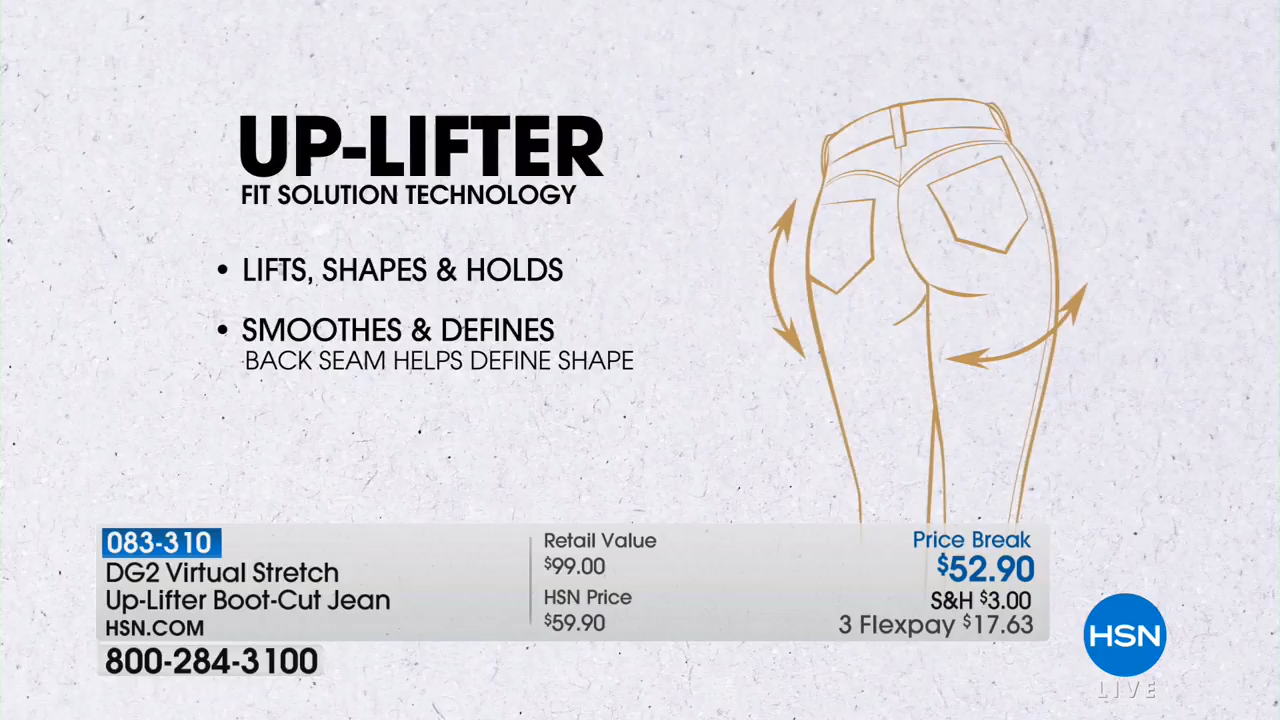 UP-LIFTER
FIT SOLUTION TECHNOLOGY
• LIFTS, SHAPES & HOLDS
• SMOOTHES & DEFINES
BACK SEAM HELPS DEFINE SHAPE
083-310
DG2 Virtual Stretch
Up-Lifter Boot-Cut Jean
HSN.COM
800-284-3100
Retail Value
$99.00
HSN Price
$59.90
Price Break
$52.90
S&H $3.00
3 Flexpay $17.63
HSN
LIVE